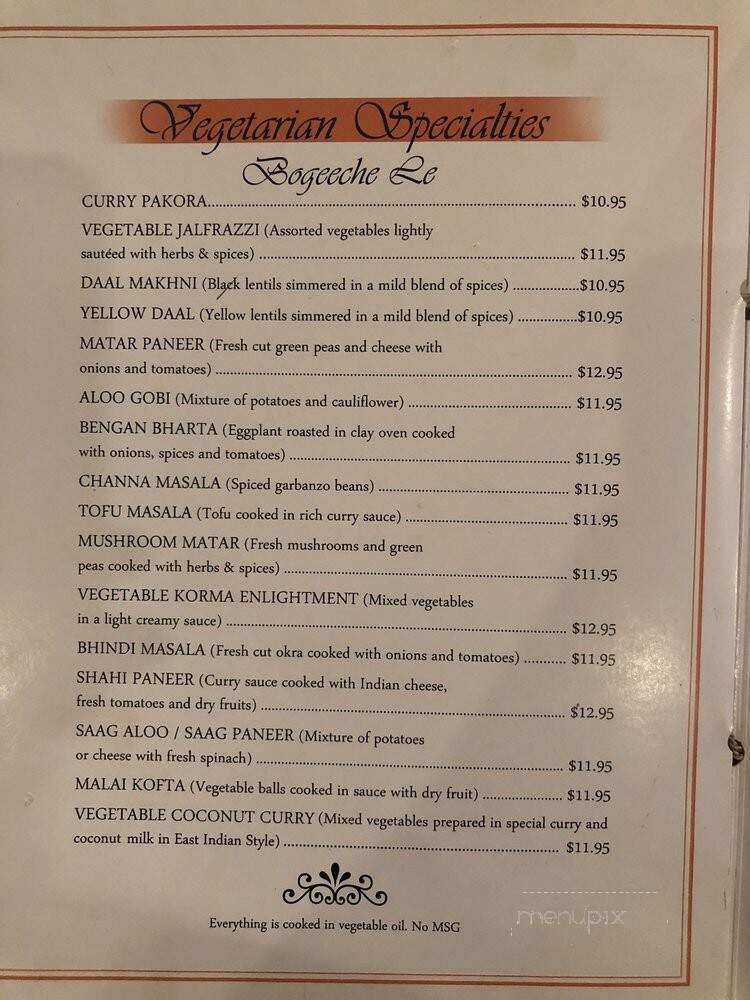 Vegetarian Specialties
Bogeeche Le
CURRY PAKORA.................................................................................... $10.95
VEGETABLE JALFRAZZI (Assorted vegetables lightly
sautéed with herbs & spices) ........................................................................ $11.95
DAAL MAKHNI (Black lentils simmered in a mild blend of spices) ................$10.95
YELLOW DAAL (Yellow lentils simmered in a mild blend of spices) ..............$10.95
MATAR PANEER (Fresh cut green peas and cheese with
onions and tomatoes) .................................................................................. $12.95
ALOO GOBI (Mixture of potatoes and cauliflower) ..................................... $11.95
BENGAN BHARTA (Eggplant roasted in clay oven cooked
with onions, spices and tomatoes) ................................................................ $11.95
CHANNA MASALA (Spiced garbanzo beans) ............................................ $11.95
TOFU MASALA (Tofu cooked in rich curry sauce) ..................................... $11.95
MUSHROOM MATAR (Fresh mushrooms and green
peas cooked with herbs & spices) ................................................................. $11.95
VEGETABLE KORMA ENLIGHTMENT (Mixed vegetables
in a light creamy sauce) .............................................................................. $12.95
BHINDI MASALA (Fresh cut okra cooked with onions and tomatoes) .......... $11.95
SHAHI PANEER (Curry sauce cooked with Indian cheese,
fresh tomatoes and dry fruits) ...................................................................... $12.95
SAAG ALOO / SAAG PANEER (Mixture of potatoes
or cheese with fresh spinach) ....................................................................... $11.95
MALAI KOFTA (Vegetable balls cooked in sauce with dry fruit) .................. $11.95
VEGETABLE COCONUT CURRY (Mixed vegetables prepared in special curry and
coconut milk in East Indian Style) ............................................................... $11.95
Everything is cooked in vegetable oil. No MSG
menupix